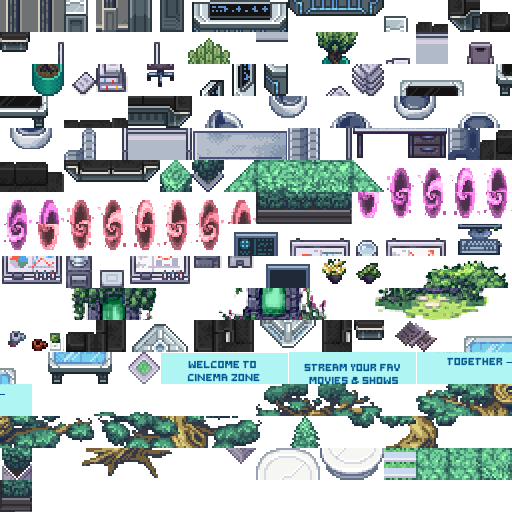 WELCOME TO
CINEMA ZONE
STREAM YOUR FAV
MOVIES & SHOWS
TOGETHER –